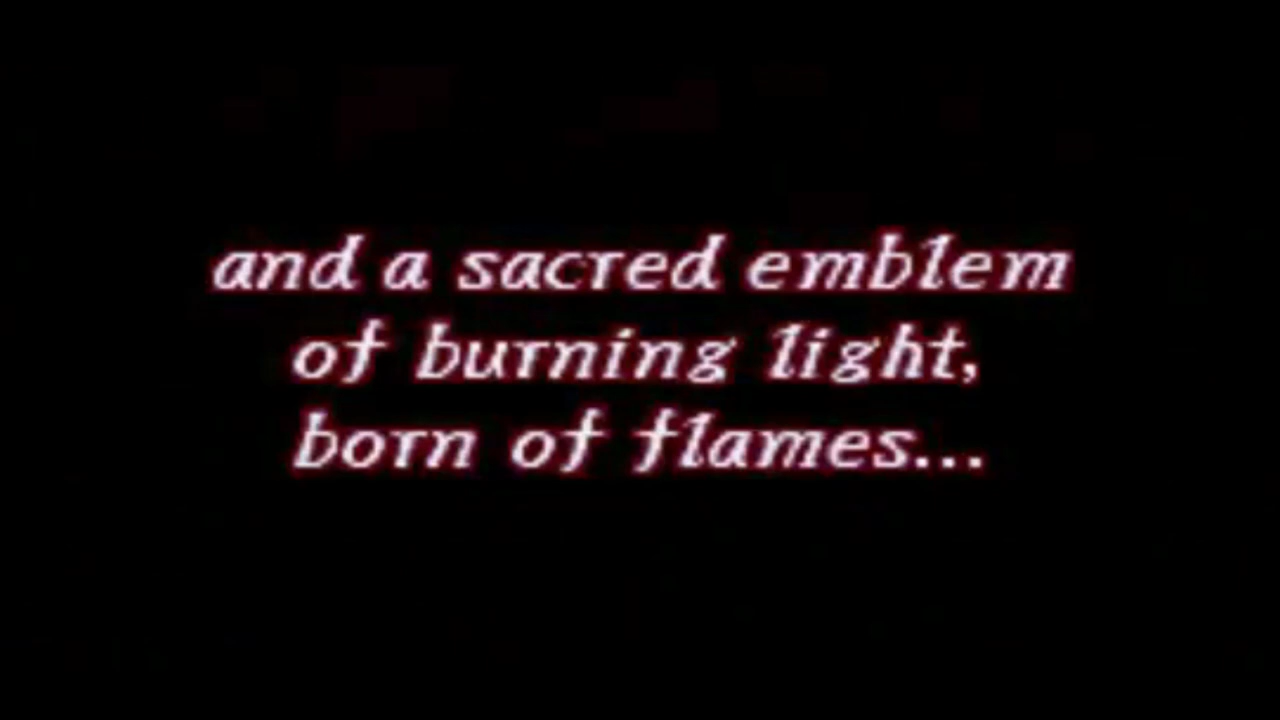 and a sacred emblem
of burning light,
born of flames...